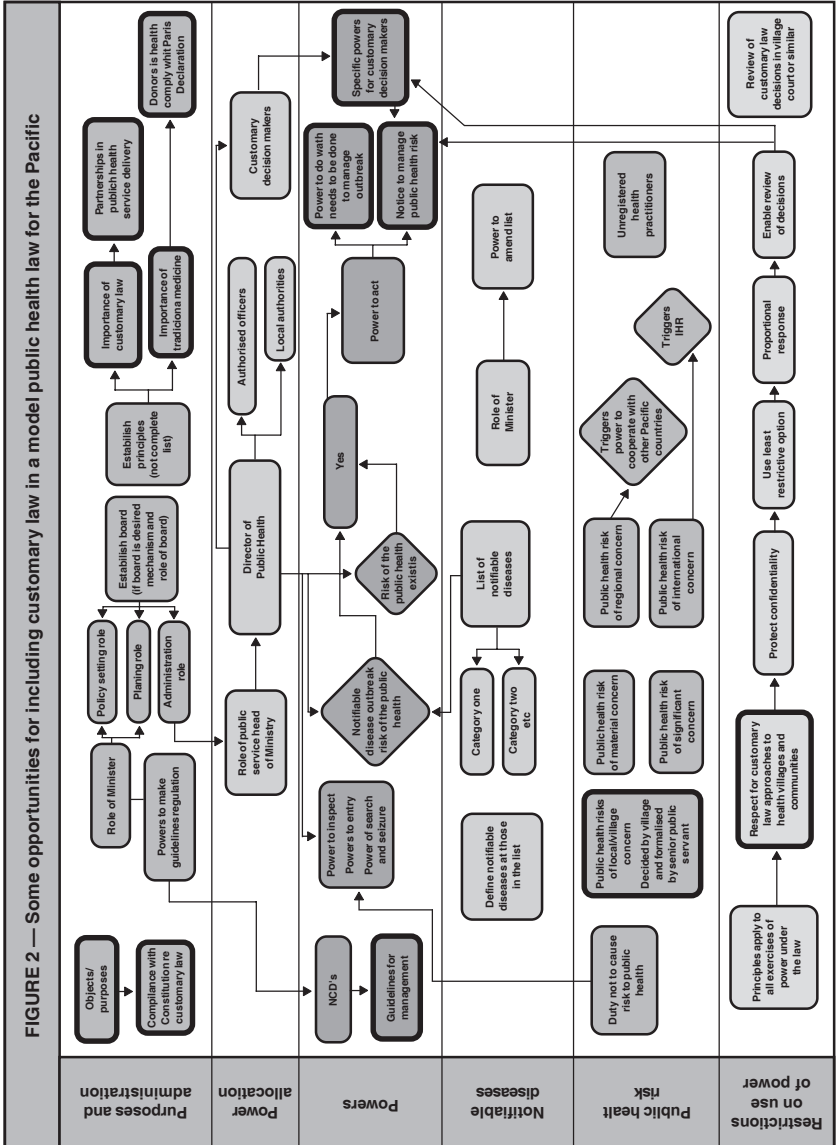 FIGURE 2 — Some opportunities for including customary law in a model public health law for the Pacific
Purposes and
administration
Objects/
purposes
Compliance with
Constitution re
customary law
Role of Minister
Powers to make
guidelines regulation
Policy setting role
Planing role
Administration
role
Establish board
(if board is desired
mechanism and
role of board)
Establish
principles
(not complete
list)
Importance of
customary law
Importance of
tradiciona medicine
Partnerships in
publich health
service delivery
Donors is health
comply whit Paris
Declaration
Power
allocation
Role of public
service head
of Ministry
Director of
Public Health
Authorised officers
Local authorities
Customary
decision makers
Powers
NCD's
Guidelines for
management
Power to inspect
Powers to entry
Power of search
and seizure
Notifiable
disease outbreak
risk of the public
health
Risk of the
public health
existis
Yes
Power to act
Power to do wath
needs to be done
to manage
outbreak
Notice to manage
public health risk
Specific powers
for customary
decision makers
Notifiable
diseases
Define notifiable
diseases at those
in the list
Category one
Category two
etc
List of
notifiable
diseases
Role of
Minister
Power to
amend list
Public healt
risk
Duty not to cause
risk to public
health
Public health risks
of local/village
concern
Decided by village
and formalised
by senior public
servant
Public health risk
of material concern
Public health risk
of significant
concern
Public health risk
of regional concern
Public health risk
of international
concern
Triggers
power to
cooperate with
other Pacific
countries
Triggers
IHR
Unregistered
health
practitioners
Restrictions
on use
of power
Principles apply to
all exercises of
power under
the law
Respect for customary
law approaches to
health villages and
communities
Protect confidentiality
Use least
restrictive option
Proportional
response
Enable review
of decisions
Review of
customary law
decisions in village
court or similar